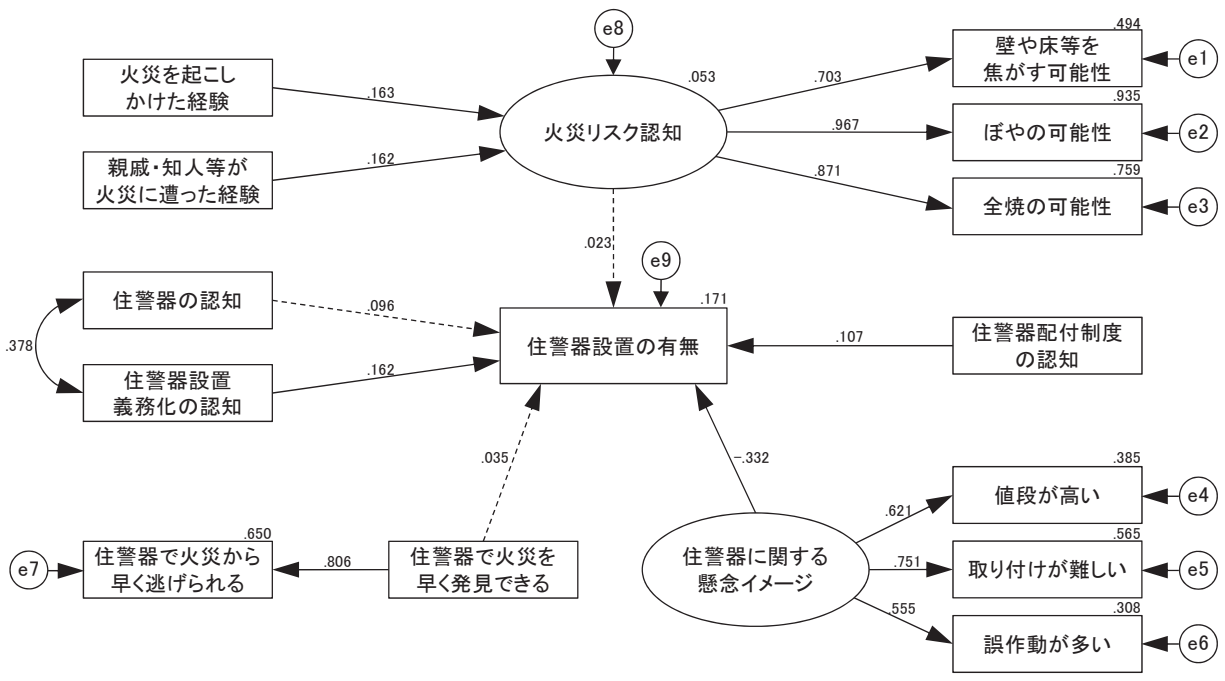 e8
.494
壁や床等を
焦がす可能性
e1
火災を起こし
かけた経験
.163
.053
.703
火災リスク認知
.935
.967
ぼやの可能性
e2
親戚・知人等が
火災に遭った経験
.162
.871
.759
全焼の可能性
e3
.023
e9
住警器の認知
.096
.171
.378
住警器設置の有無
.107
住警器配付制度
の認知
住警器設置
義務化の認知
.162
.035
-.332
.385
値段が高い
e4
.621
.650
e7
住警器で火災から
早く逃げられる
.806
住警器で火災を
早く発見できる
住警器に関する
懸念イメージ
.565
.751
取り付けが難しい
e5
.555
.308
誤作動が多い
e6